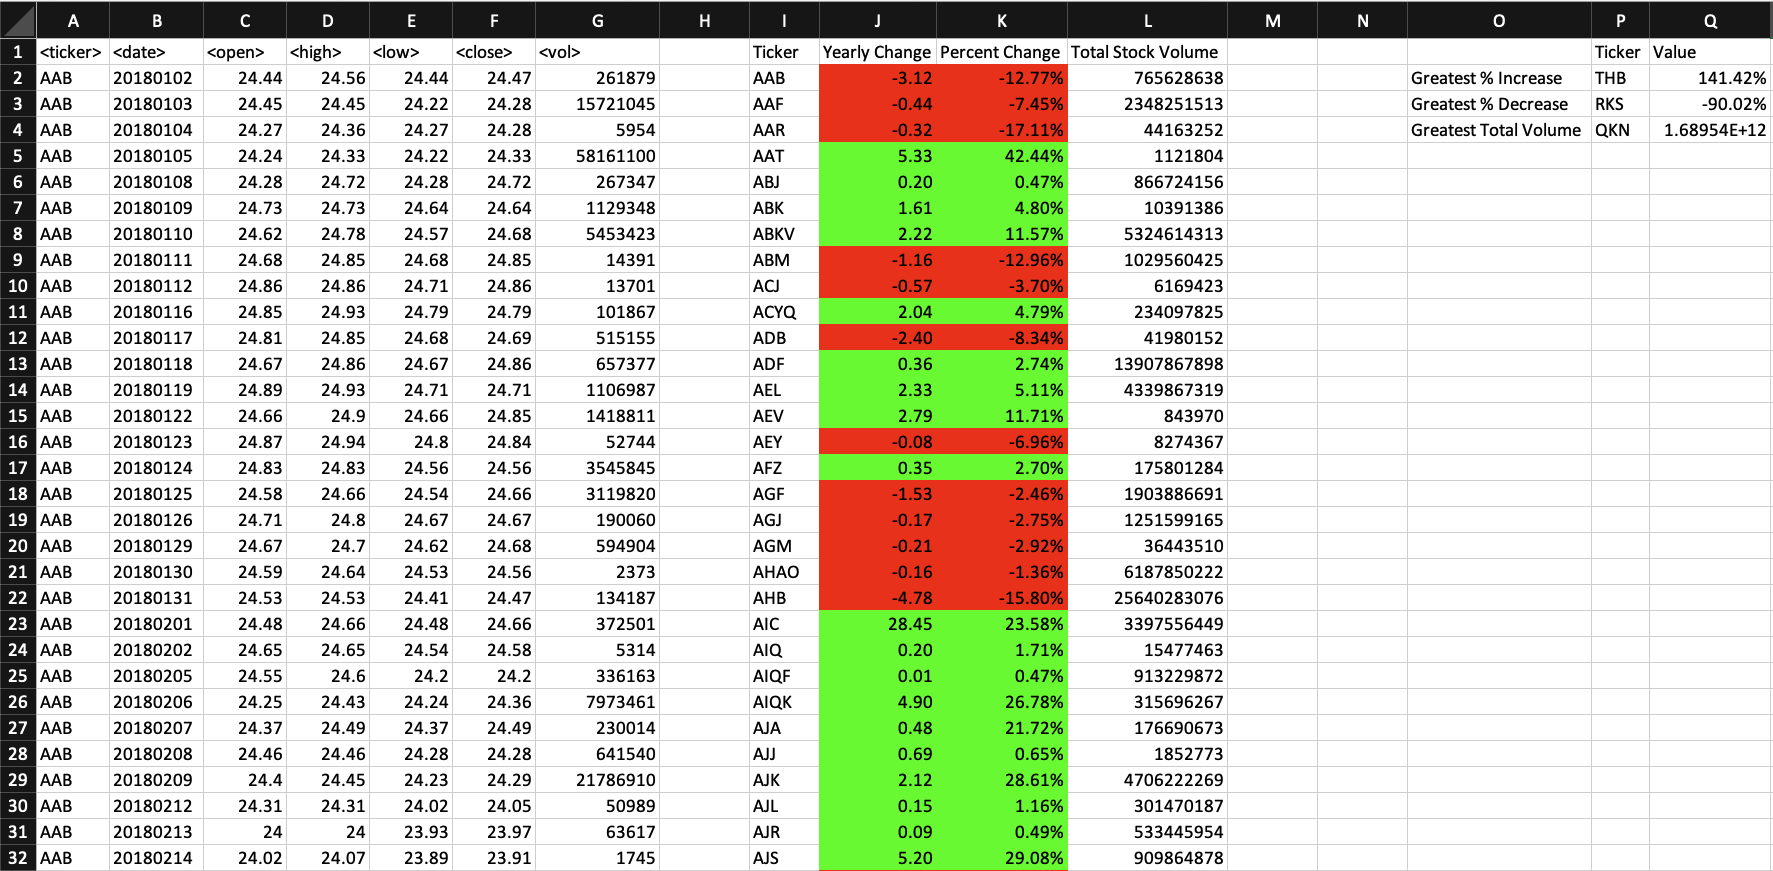 A B C D E F G H I J K L M N O P Q
1 <ticker> <date> <open> <high> <low> <close> <vol> Ticker Yearly Change Percent Change Total Stock Volume Ticker Value
2 AAB 20180102 24.44 24.56 24.44 24.47 261879 AAB -3.12 -12.77% 765628638 Greatest % Increase THB 141.42%
3 AAB 20180103 24.45 24.45 24.22 24.28 15721045 AAF -0.44 -7.45% 2348251513 Greatest % Decrease RKS -90.02%
4 AAB 20180104 24.27 24.36 24.27 24.28 5954 AAR -0.32 -17.11% 44163252 Greatest Total Volume QKN 1.68954E+12
5 AAB 20180105 24.24 24.33 24.22 24.33 58161100 AAT 5.33 42.44% 1121804
6 AAB 20180108 24.28 24.72 24.28 24.72 267347 ABJ 0.20 0.47% 866724156
7 AAB 20180109 24.73 24.73 24.64 24.64 1129348 ABK 1.61 4.80% 10391386
8 AAB 20180110 24.62 24.78 24.57 24.68 5453423 ABKV 2.22 11.57% 5324614313
9 AAB 20180111 24.68 24.85 24.68 24.85 14391 ABM -1.16 -12.96% 1029560425
10 AAB 20180112 24.86 24.86 24.71 24.86 13701 ACJ -0.57 -3.70% 6169423
11 AAB 20180116 24.85 24.93 24.79 24.79 101867 ACYQ 2.04 4.79% 234097825
12 AAB 20180117 24.81 24.85 24.68 24.69 515155 ADB -2.40 -8.34% 41980152
13 AAB 20180118 24.67 24.86 24.67 24.86 657377 ADF 0.36 2.74% 13907867898
14 AAB 20180119 24.89 24.93 24.71 24.71 1106987 AEL 2.33 5.11% 4339867319
15 AAB 20180122 24.66 24.9 24.66 24.85 1418811 AEV 2.79 11.71% 843970
16 AAB 20180123 24.87 24.94 24.8 24.84 52744 AEY -0.08 -6.96% 8274367
17 AAB 20180124 24.83 24.83 24.56 24.56 3545845 AFZ 0.35 2.70% 175801284
18 AAB 20180125 24.58 24.66 24.54 24.66 3119820 AGF -1.53 -2.46% 1903886691
19 AAB 20180126 24.71 24.8 24.67 24.67 190060 AGJ -0.17 -2.75% 1251599165
20 AAB 20180129 24.67 24.7 24.62 24.68 594904 AGM -0.21 -2.92% 36443510
21 AAB 20180130 24.59 24.64 24.53 24.56 2373 AHAO -0.16 -1.36% 6187850222
22 AAB 20180131 24.53 24.53 24.41 24.47 134187 AHB -4.78 -15.80% 25640283076
23 AAB 20180201 24.48 24.66 24.48 24.66 372501 AIC 28.45 23.58% 3397556449
24 AAB 20180202 24.65 24.65 24.54 24.58 5314 AIQ 0.20 1.71% 15477463
25 AAB 20180205 24.55 24.6 24.2 24.2 336163 AIQF 0.01 0.47% 913229872
26 AAB 20180206 24.25 24.43 24.24 24.36 7973461 AIQK 4.90 26.78% 315696267
27 AAB 20180207 24.37 24.49 24.37 24.49 230014 AJA 0.48 21.72% 176690673
28 AAB 20180208 24.46 24.46 24.28 24.28 641540 AJJ 0.69 0.65% 1852773
29 AAB 20180209 24.4 24.45 24.23 24.29 21786910 AJK 2.12 28.61% 4706222269
30 AAB 20180212 24.31 24.31 24.02 24.05 50989 AJL 0.15 1.16% 301470187
31 AAB 20180213 24 24 23.93 23.97 63617 AJR 0.09 0.49% 533445954
32 AAB 20180214 24.02 24.07 23.89 23.91 1745 AJS 5.20 29.08% 909864878